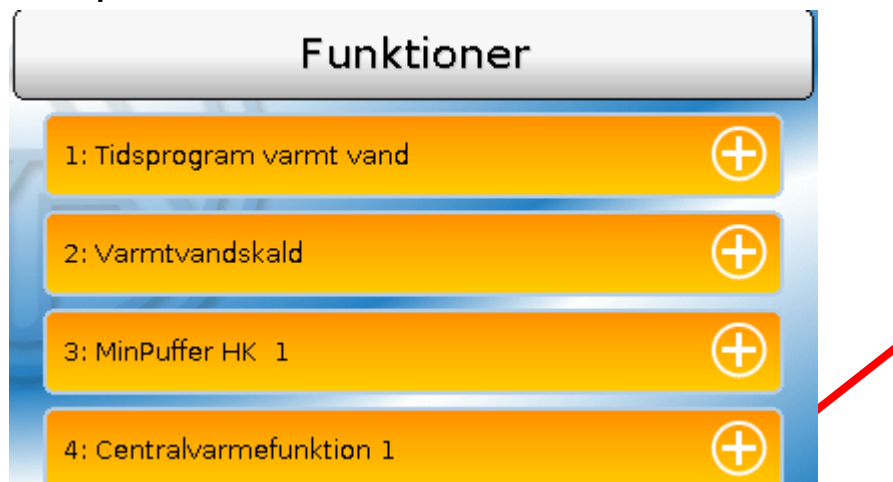 Funktioner
1: Tidsprogram varmt vand
2: Varmtvandskald
3: MinPuffer HK  1
4: Centralvarmefunktion 1